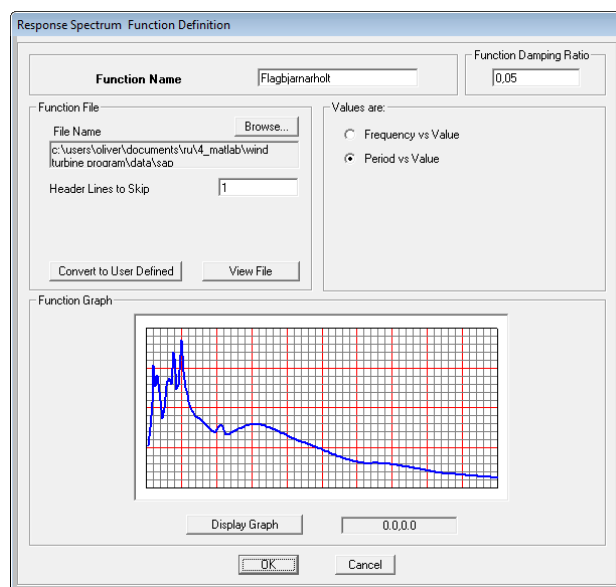 Response Spectrum Function Definition
Function Name
Flagbjarnarholt
Function Damping Ratio
0,05
Function File
File Name
Browse...
c:\users\oliver\documents\ru\4_matlab\wind
turbine program\data\sap
Header Lines to Skip
1
Convert to User Defined
View File
Values are:
Frequency vs Value
Period vs Value
Function Graph
Display Graph
0.0,0.0
OK
Cancel